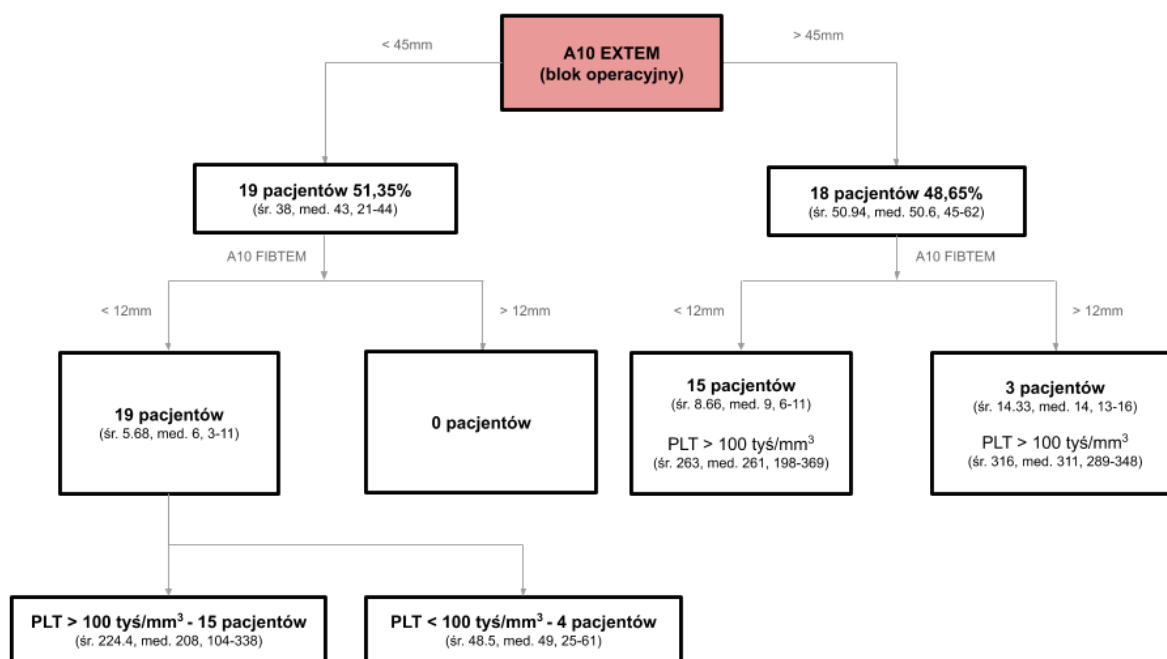 A10 EXTEM
(blok operacyjny)
< 45mm
> 45mm
19 pacjentów 51,35%
(śr. 38, med. 43, 21-44)
18 pacjentów 48,65%
(śr. 50.94, med. 50.6, 45-62)
A10 FIBTEM
A10 FIBTEM
< 12mm
> 12mm
< 12mm
> 12mm
19 pacjentów
(śr. 5.68, med. 6, 3-11)
0 pacjentów
15 pacjentów
(śr. 8.66, med. 9, 6-11)
PLT > 100 tyś/mm³
(śr. 263, med. 261, 198-369)
3 pacjentów
(śr. 14.33, med. 14, 13-16)
PLT > 100 tyś/mm³
(śr. 316, med. 311, 289-348)
PLT > 100 tyś/mm³ - 15 pacjentów
(śr. 224.4, med. 208, 104-338)
PLT < 100 tyś/mm³ - 4 pacjentów
(śr. 48.5, med. 49, 25-61)